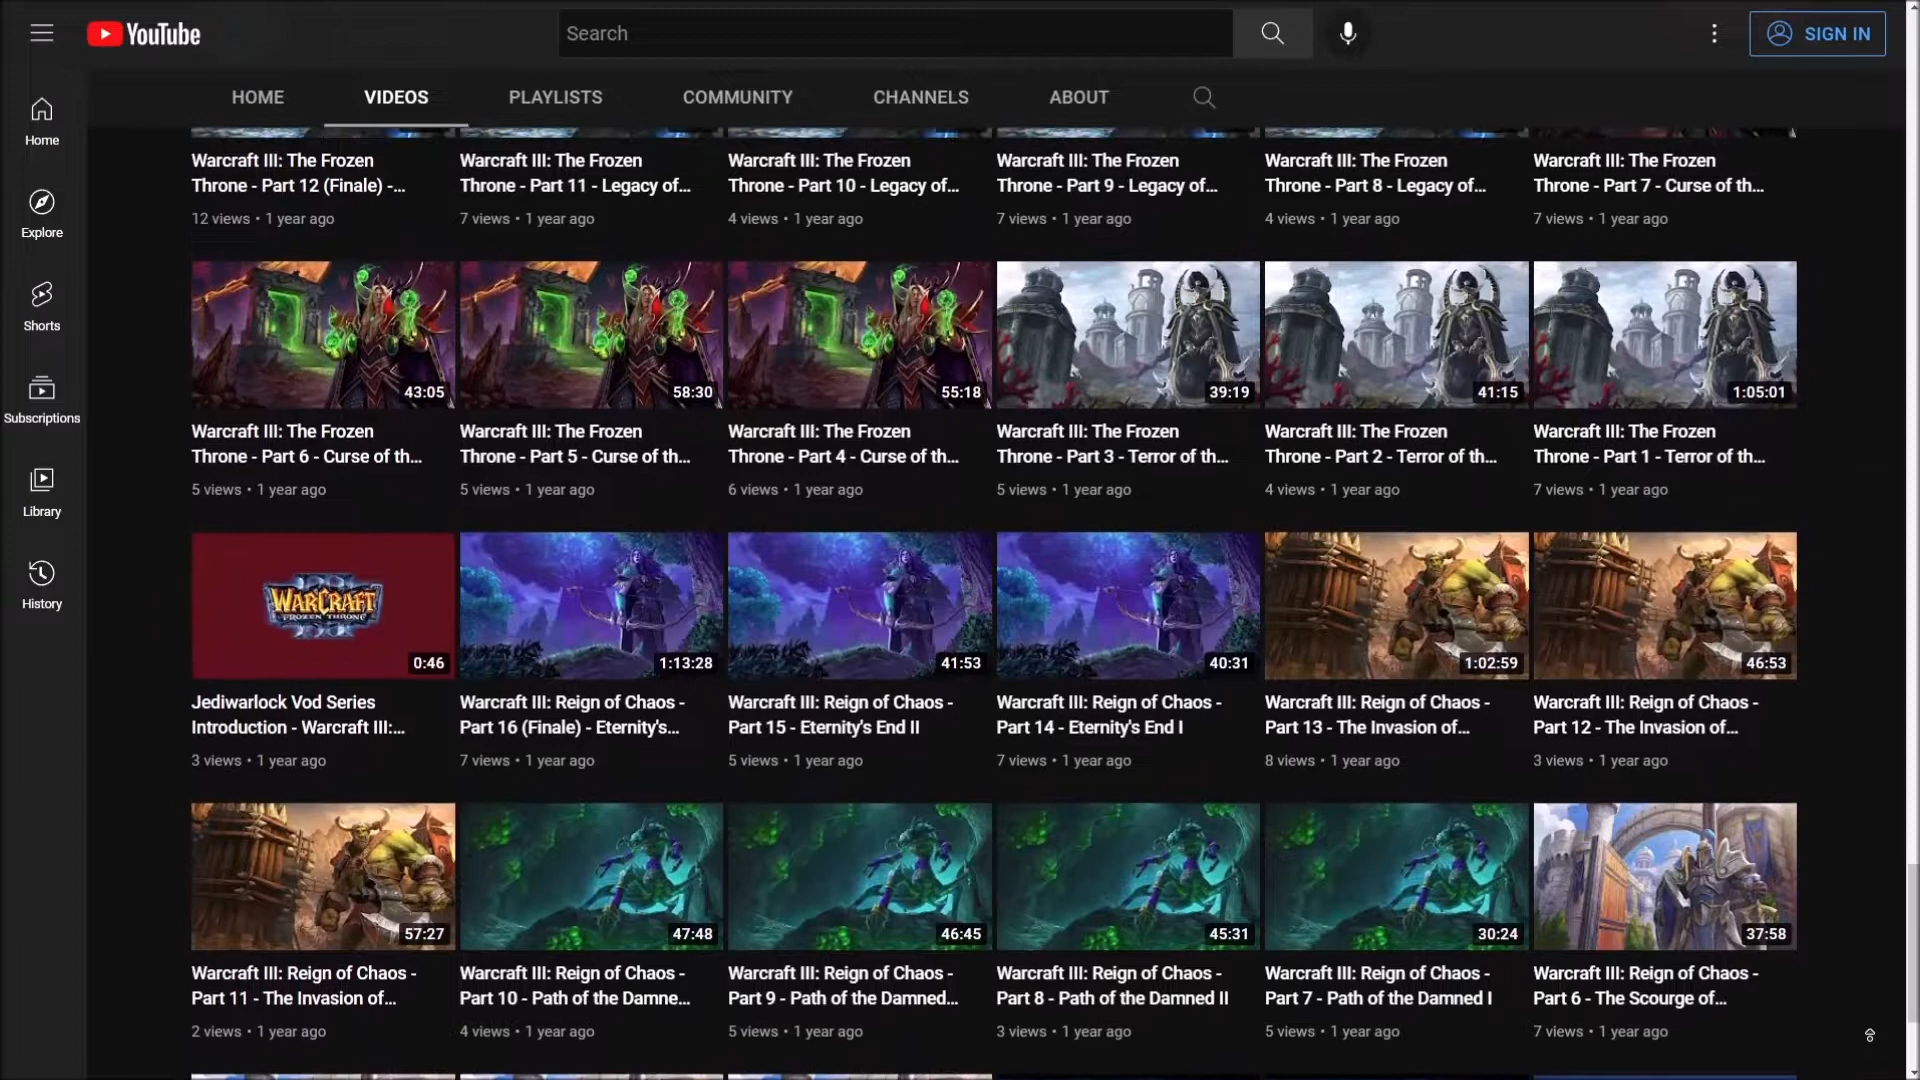 YouTube
Search
SIGN IN
HOME
VIDEOS
PLAYLISTS
COMMUNITY
CHANNELS
ABOUT
Home
Explore
Shorts
Subscriptions
Library
History
Warcraft III: The Frozen
Throne - Part 12 (Finale) -...
12 views • 1 year ago
Warcraft III: The Frozen
Throne - Part 11 - Legacy of...
7 views • 1 year ago
Warcraft III: The Frozen
Throne - Part 10 - Legacy of...
4 views • 1 year ago
Warcraft III: The Frozen
Throne - Part 9 - Legacy of...
7 views • 1 year ago
Warcraft III: The Frozen
Throne - Part 8 - Legacy of...
4 views • 1 year ago
Warcraft III: The Frozen
Throne - Part 7 - Curse of th...
7 views • 1 year ago
43:05
Warcraft III: The Frozen
Throne - Part 6 - Curse of th...
5 views • 1 year ago
58:30
Warcraft III: The Frozen
Throne - Part 5 - Curse of th...
5 views • 1 year ago
55:18
Warcraft III: The Frozen
Throne - Part 4 - Curse of th...
6 views • 1 year ago
39:19
Warcraft III: The Frozen
Throne - Part 3 - Terror of th...
5 views • 1 year ago
41:15
Warcraft III: The Frozen
Throne - Part 2 - Terror of th...
4 views • 1 year ago
1:05:01
Warcraft III: The Frozen
Throne - Part 1 - Terror of th...
7 views • 1 year ago
WARCRAFT
III
FROZEN THRONE
0:46
Jediwarlock Vod Series
Introduction - Warcraft III:...
3 views • 1 year ago
1:13:28
Warcraft III: Reign of Chaos -
Part 16 (Finale) - Eternity's...
7 views • 1 year ago
41:53
Warcraft III: Reign of Chaos -
Part 15 - Eternity's End II
5 views • 1 year ago
40:31
Warcraft III: Reign of Chaos -
Part 14 - Eternity's End I
7 views • 1 year ago
1:02:59
Warcraft III: Reign of Chaos -
Part 13 - The Invasion of...
8 views • 1 year ago
46:53
Warcraft III: Reign of Chaos -
Part 12 - The Invasion of...
3 views • 1 year ago
57:27
Warcraft III: Reign of Chaos -
Part 11 - The Invasion of...
2 views • 1 year ago
47:48
Warcraft III: Reign of Chaos -
Part 10 - Path of the Damne...
4 views • 1 year ago
46:45
Warcraft III: Reign of Chaos -
Part 9 - Path of the Damned...
5 views • 1 year ago
45:31
Warcraft III: Reign of Chaos -
Part 8 - Path of the Damned II
3 views • 1 year ago
30:24
Warcraft III: Reign of Chaos -
Part 7 - Path of the Damned I
5 views • 1 year ago
37:58
Warcraft III: Reign of Chaos -
Part 6 - The Scourge of...
7 views • 1 year ago